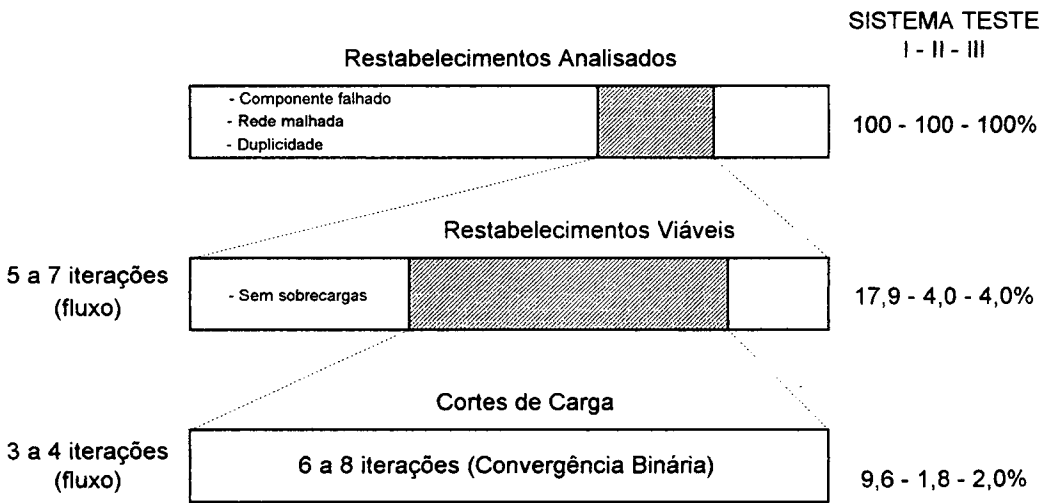 SISTEMA TESTE
I - II - III
Restabelecimentos Analisados
- Componente falhado
- Rede malhada
- Duplicidade
100 - 100 - 100%
Restabelecimentos Viáveis
5 a 7 iterações
(fluxo)
- Sem sobrecargas
17,9 - 4,0 - 4,0%
Cortes de Carga
3 a 4 iterações
(fluxo)
6 a 8 iterações (Convergência Binária)
9,6 - 1,8 - 2,0%